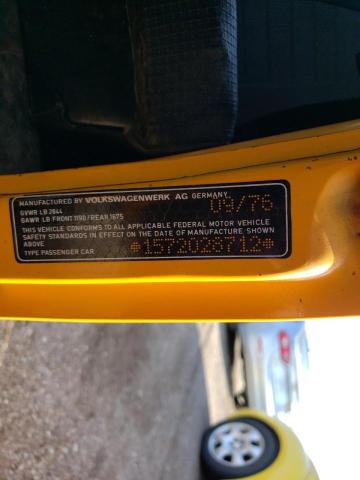 MANUFACTURED BY VOLKSWAGENWERK AG GERMANY 09/76
GVWR LB 2844
GAWR LB FRONT 1190/REAR 1675
THIS VEHICLE CONFORMS TO ALL APPLICABLE FEDERAL MOTOR VEHICLE
SAFETY STANDARDS IN EFFECT ON THE DATE OF MANUFACTURE SHOWN
ABOVE
TYPE PASSENGER CAR *1572028712*